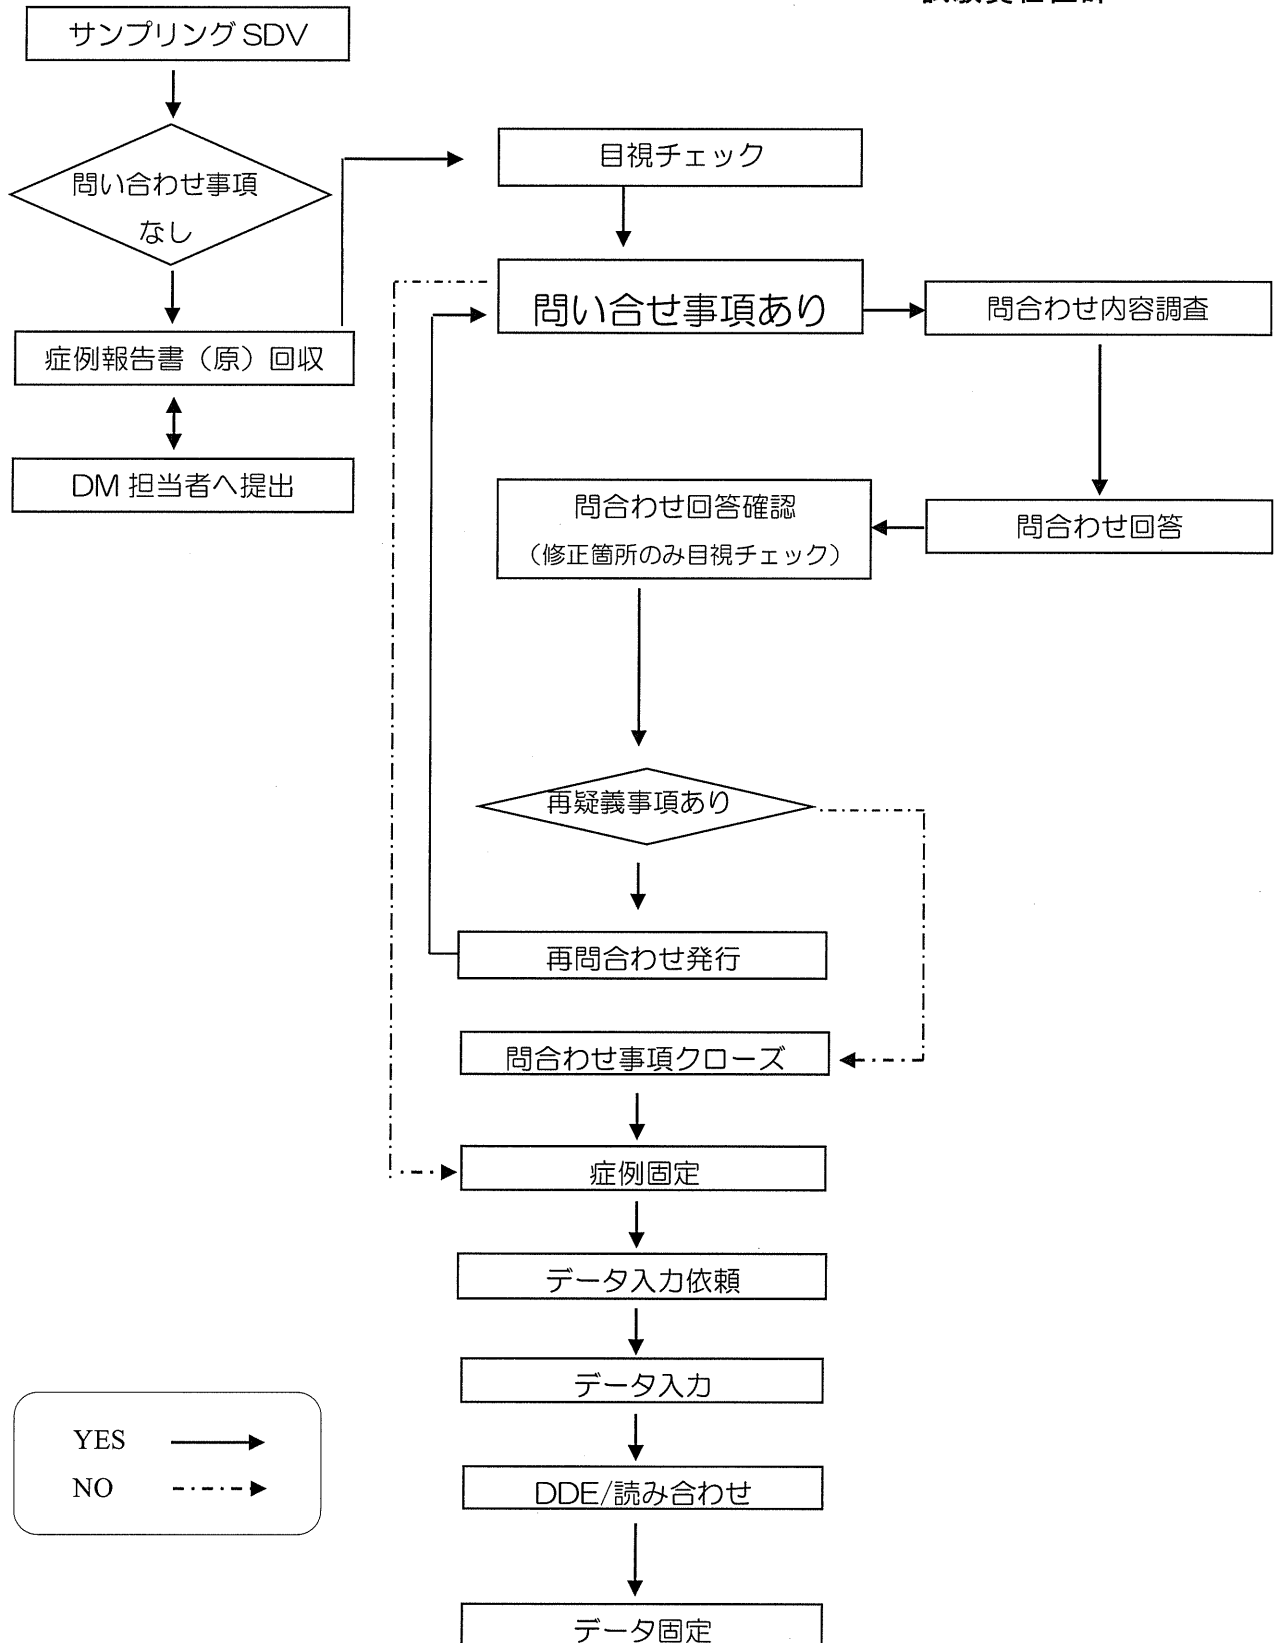 サンプリング SDV
問い合わせ事項
なし
症例報告書（原）回収
DM 担当者へ提出
目視チェック
問い合せ事項あり
問合わせ内容調査
問合わせ回答
問合わせ回答確認
（修正箇所のみ目視チェック）
再疑義事項あり
再問合わせ発行
問合わせ事項クローズ
症例固定
データ入力依頼
データ入力
DDE/読み合わせ
データ固定
YES
NO